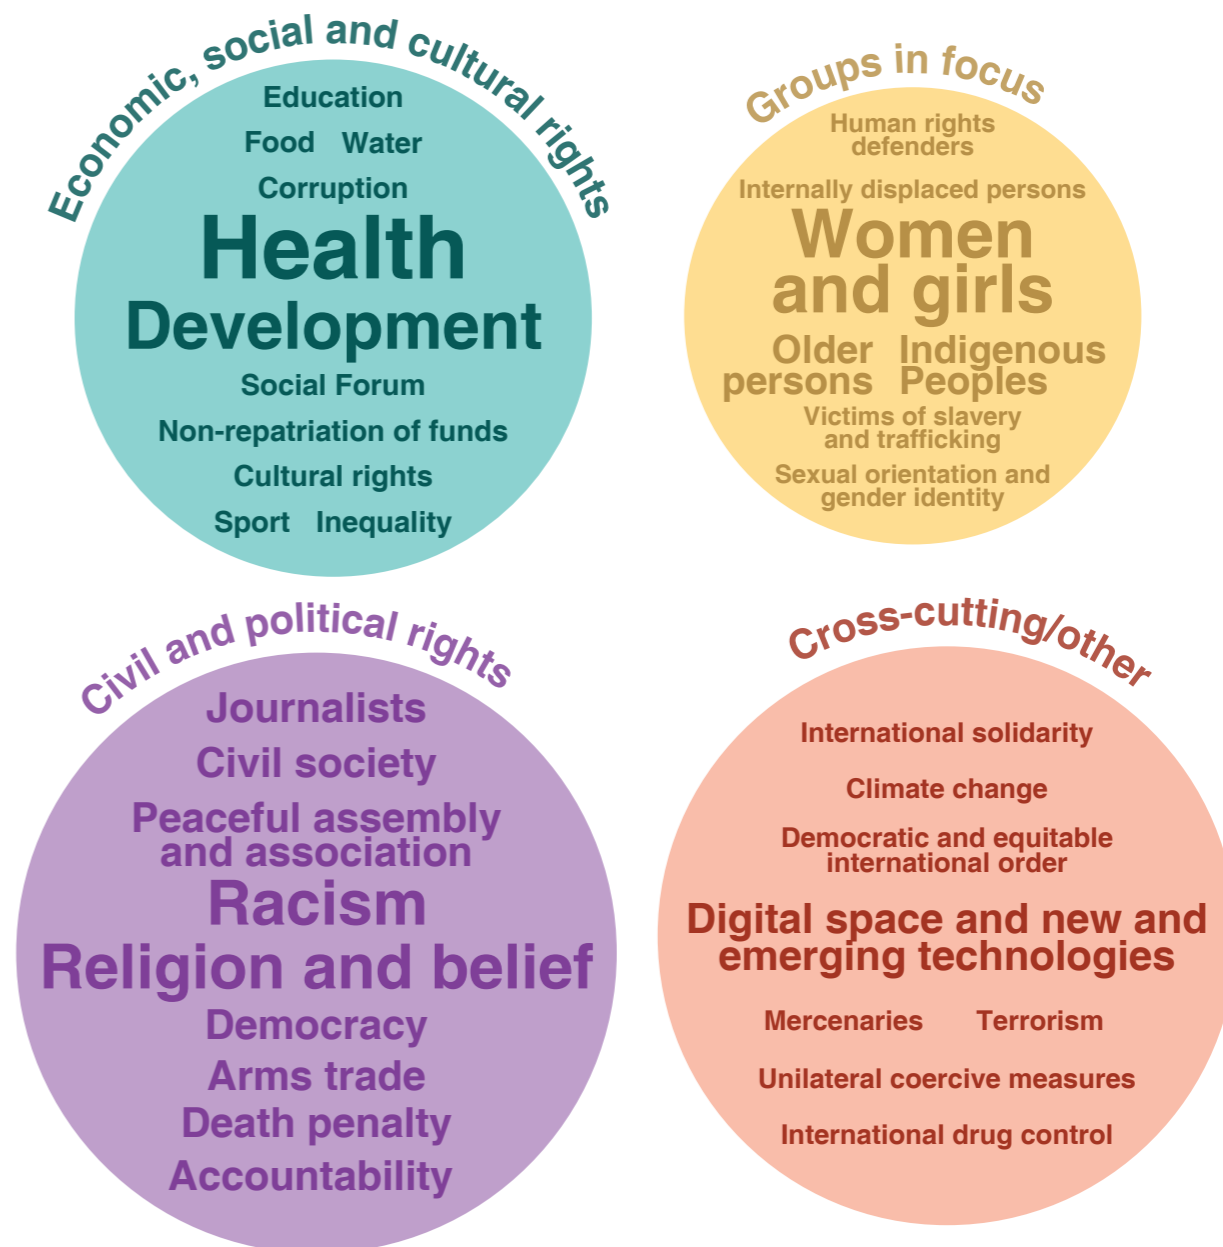 Economic, social and cultural rights
Education
Food Water
Corruption
Health
Development
Social Forum
Non-repatriation of funds
Cultural rights
Sport Inequality
Groups in focus
Human rights
defenders
Internally displaced persons
Women
and girls
Older
persons
Indigenous
Peoples
Victims of slavery
and trafficking
Sexual orientation and
gender identity
Civil and political rights
Journalists
Civil society
Peaceful assembly
and association
Racism
Religion and belief
Democracy
Arms trade
Death penalty
Accountability
Cross-cutting/other
International solidarity
Climate change
Democratic and equitable
international order
Digital space and new and
emerging technologies
Mercenaries Terrorism
Unilateral coercive measures
International drug control